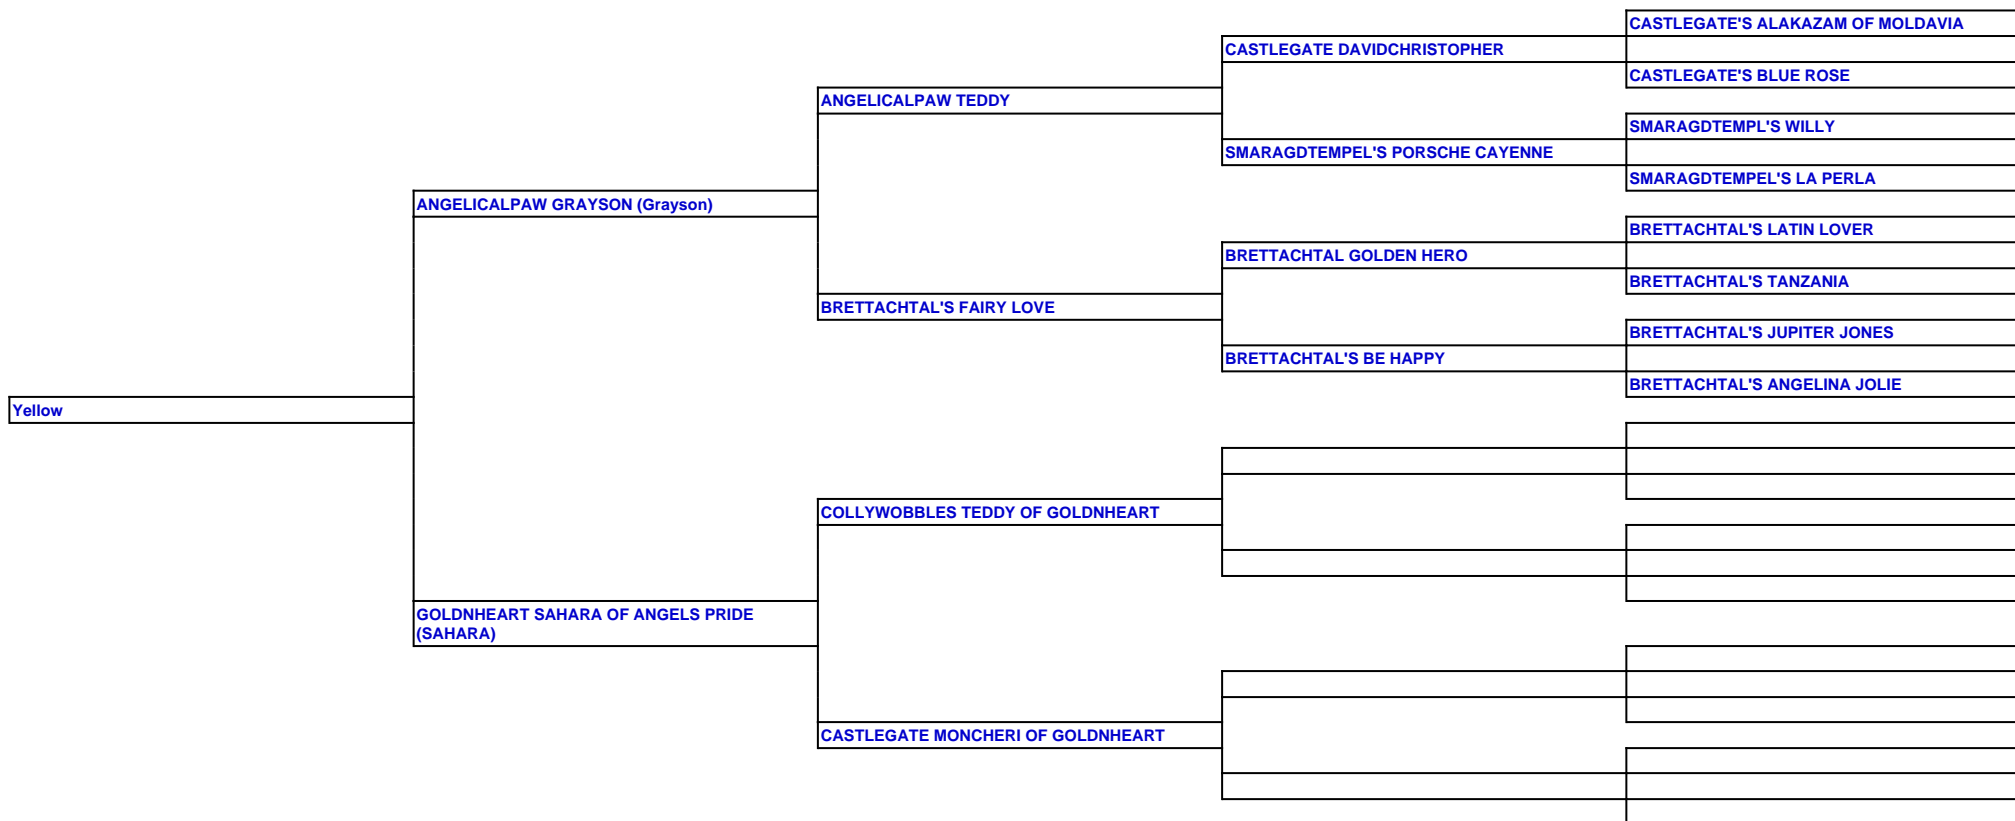 CASTLEGATE'S ALAKAZAM OF MOLDAVIA
CASTLEGATE DAVIDCHRISTOPHER
CASTLEGATE'S BLUE ROSE
ANGELICALPAW TEDDY
SMARAGDTEMPL'S WILLY
SMARAGDTEMPEL'S PORSCHE CAYENNE
SMARAGDTEMPEL'S LA PERLA
ANGELICALPAW GRAYSON (Grayson)
BRETTACHTAL'S LATIN LOVER
BRETTACHTAL GOLDEN HERO
BRETTACHTAL'S TANZANIA
BRETTACHTAL'S FAIRY LOVE
BRETTACHTAL'S JUPITER JONES
BRETTACHTAL'S BE HAPPY
BRETTACHTAL'S ANGELINA JOLIE
Yellow
COLLYWOBBLES TEDDY OF GOLDNHEART
GOLDNHEART SAHARA OF ANGELS PRIDE
(SAHARA)
CASTLEGATE MONCHERI OF GOLDNHEART